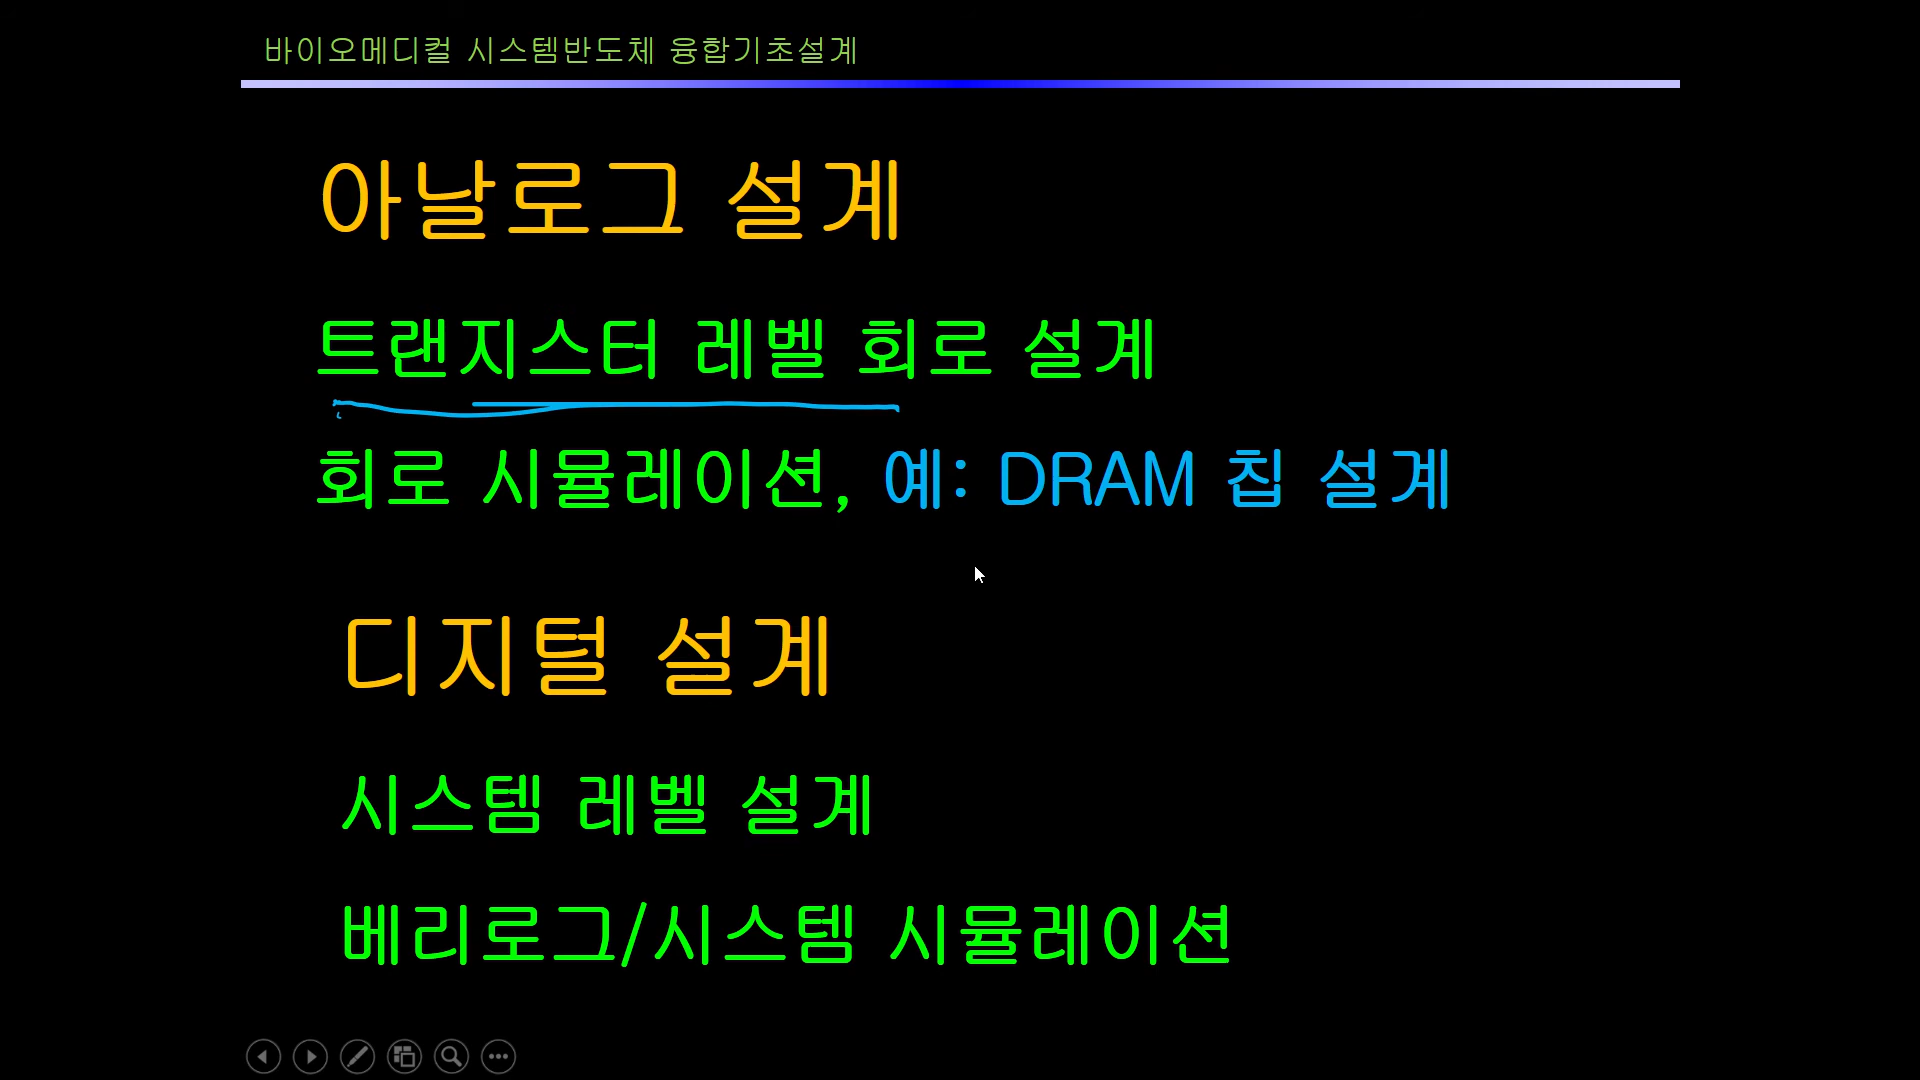 바이오메디컬 시스템반도체 융합기초설계
아날로그 설계
트랜지스터 레벨 회로 설계
회로 시뮬레이션, 예: DRAM 칩 설계
디지털 설계
시스템 레벨 설계
베리로그/시스템 시뮬레이션